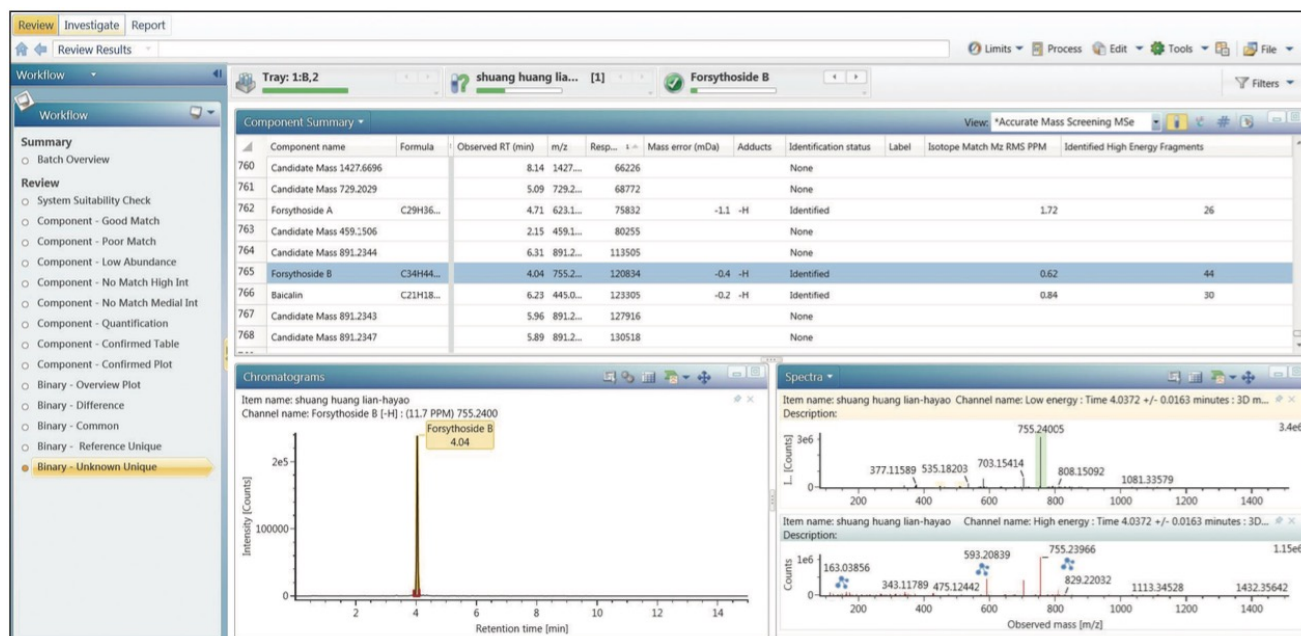 Review Investigate Report
Review Results
Limits Process Edit Tools File
Workflow
Tray: 1:B,2
shuang huang lia... [1]
Forsythoside B
Filters
Workflow
Summary
Batch Overview
Review
System Suitability Check
Component - Good Match
Component - Poor Match
Component - Low Abundance
Component - No Match High Int
Component - No Match Medial Int
Component - Quantification
Component - Confirmed Table
Component - Confirmed Plot
Binary - Overview Plot
Binary - Difference
Binary - Common
Binary - Reference Unique
Binary - Unknown Unique
Component Summary
View: *Accurate Mass Screening MSe
Component name Formula Observed RT (min) m/z Resp... Mass error (mDa) Adducts Identification status Label Isotope Match Mz RMS PPM Identified High Energy Fragments
760 Candidate Mass 1427.6696 8.14 1427.... 66226 None
761 Candidate Mass 729.2029 5.09 729.2... 68772 None
762 Forsythoside A C29H36... 4.71 623.1... 75832 -1.1 -H Identified 1.72 26
763 Candidate Mass 459.1506 2.15 459.1... 80255 None
764 Candidate Mass 891.2344 6.31 891.2... 113505 None
765 Forsythoside B C34H44... 4.04 755.2... 120834 -0.4 -H Identified 0.62 44
766 Baicalin C21H18... 6.23 445.0... 123305 -0.2 -H Identified 0.84 30
767 Candidate Mass 891.2343 5.96 891.2... 127916 None
768 Candidate Mass 891.2347 5.89 891.2... 130518 None
Chromatograms
Item name: shuang huang lian-hayao
Channel name: Forsythoside B [-H] : (11.7 PPM) 755.2400
Forsythoside B
4.04
Intensity [Counts]
2e5
100000
0
2 4 6 8 10 12 14
Retention time [min]
Spectra
Item name: shuang huang lian-hayao Channel name: Low energy : Time 4.0372 +/- 0.0163 minutes : 3D m...
Description:
755.24005
3.4e6
I... [Counts]
3e6
377.11589 535.18203 703.15414 808.15092 1081.33579
0
200 400 600 800 1000 1200 1400
Item name: shuang huang lian-hayao Channel name: High energy : Time 4.0372 +/- 0.0163 minutes : 3D...
Description:
1.15e6
Counts
1e6
163.03856 343.11789 475.12442 593.20839 755.23966 829.22032 1113.34528 1432.35642
0
200 400 600 800 1000 1200 1400
Observed mass [m/z]